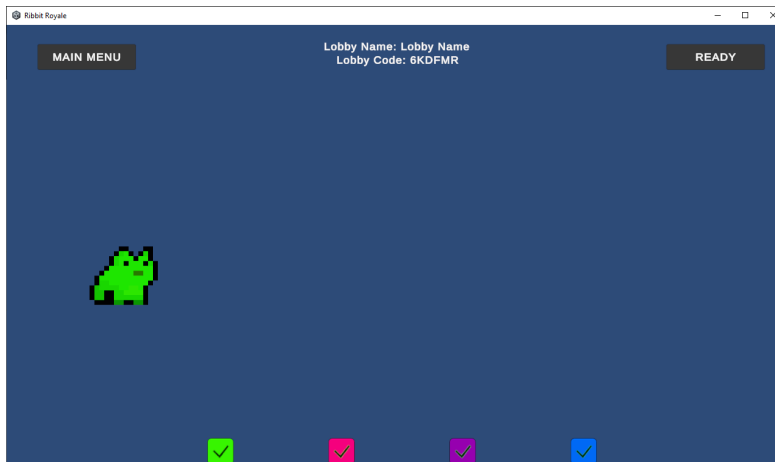 Ribbit Royale
MAIN MENU
Lobby Name: Lobby Name
Lobby Code: 6KDFMR
READY